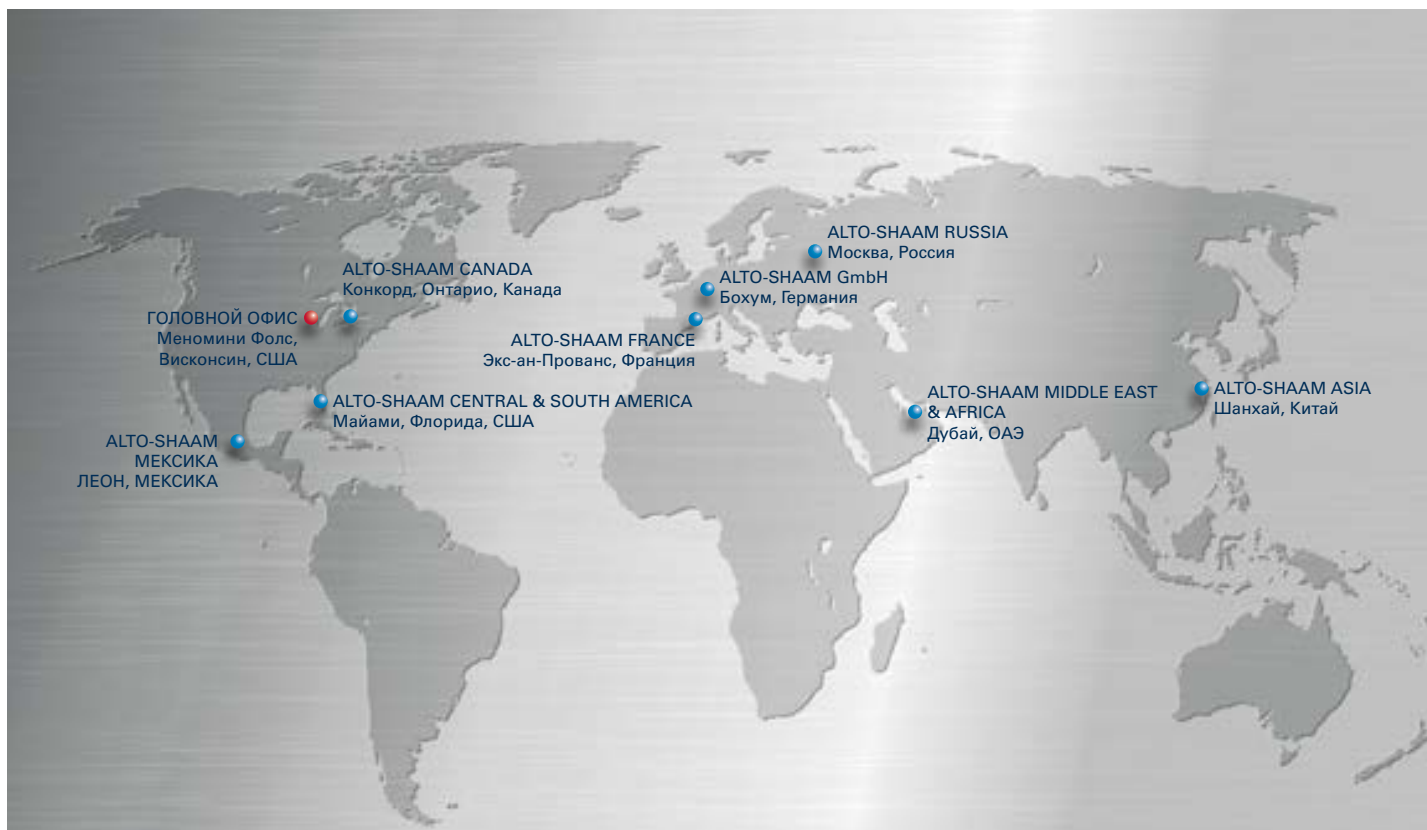 ALTO-SHAAM RUSSIA
Москва, Россия
ALTO-SHAAM CANADA
Конкорд, Онтарио, Канада
ALTO-SHAAM GmbH
Бохум, Германия
ГОЛОВНОЙ ОФИС
Меномини Фолс,
Висконсин, США
ALTO-SHAAM FRANCE
Экс-ан-Прованс, Франция
ALTO-SHAAM CENTRAL & SOUTH AMERICA
Майами, Флорида, США
ALTO-SHAAM MIDDLE EAST
& AFRICA
Дубай, ОАЭ
ALTO-SHAAM ASIA
Шанхай, Китай
ALTO-SHAAM
МЕКСИКА
ЛЕОН, МЕКСИКА